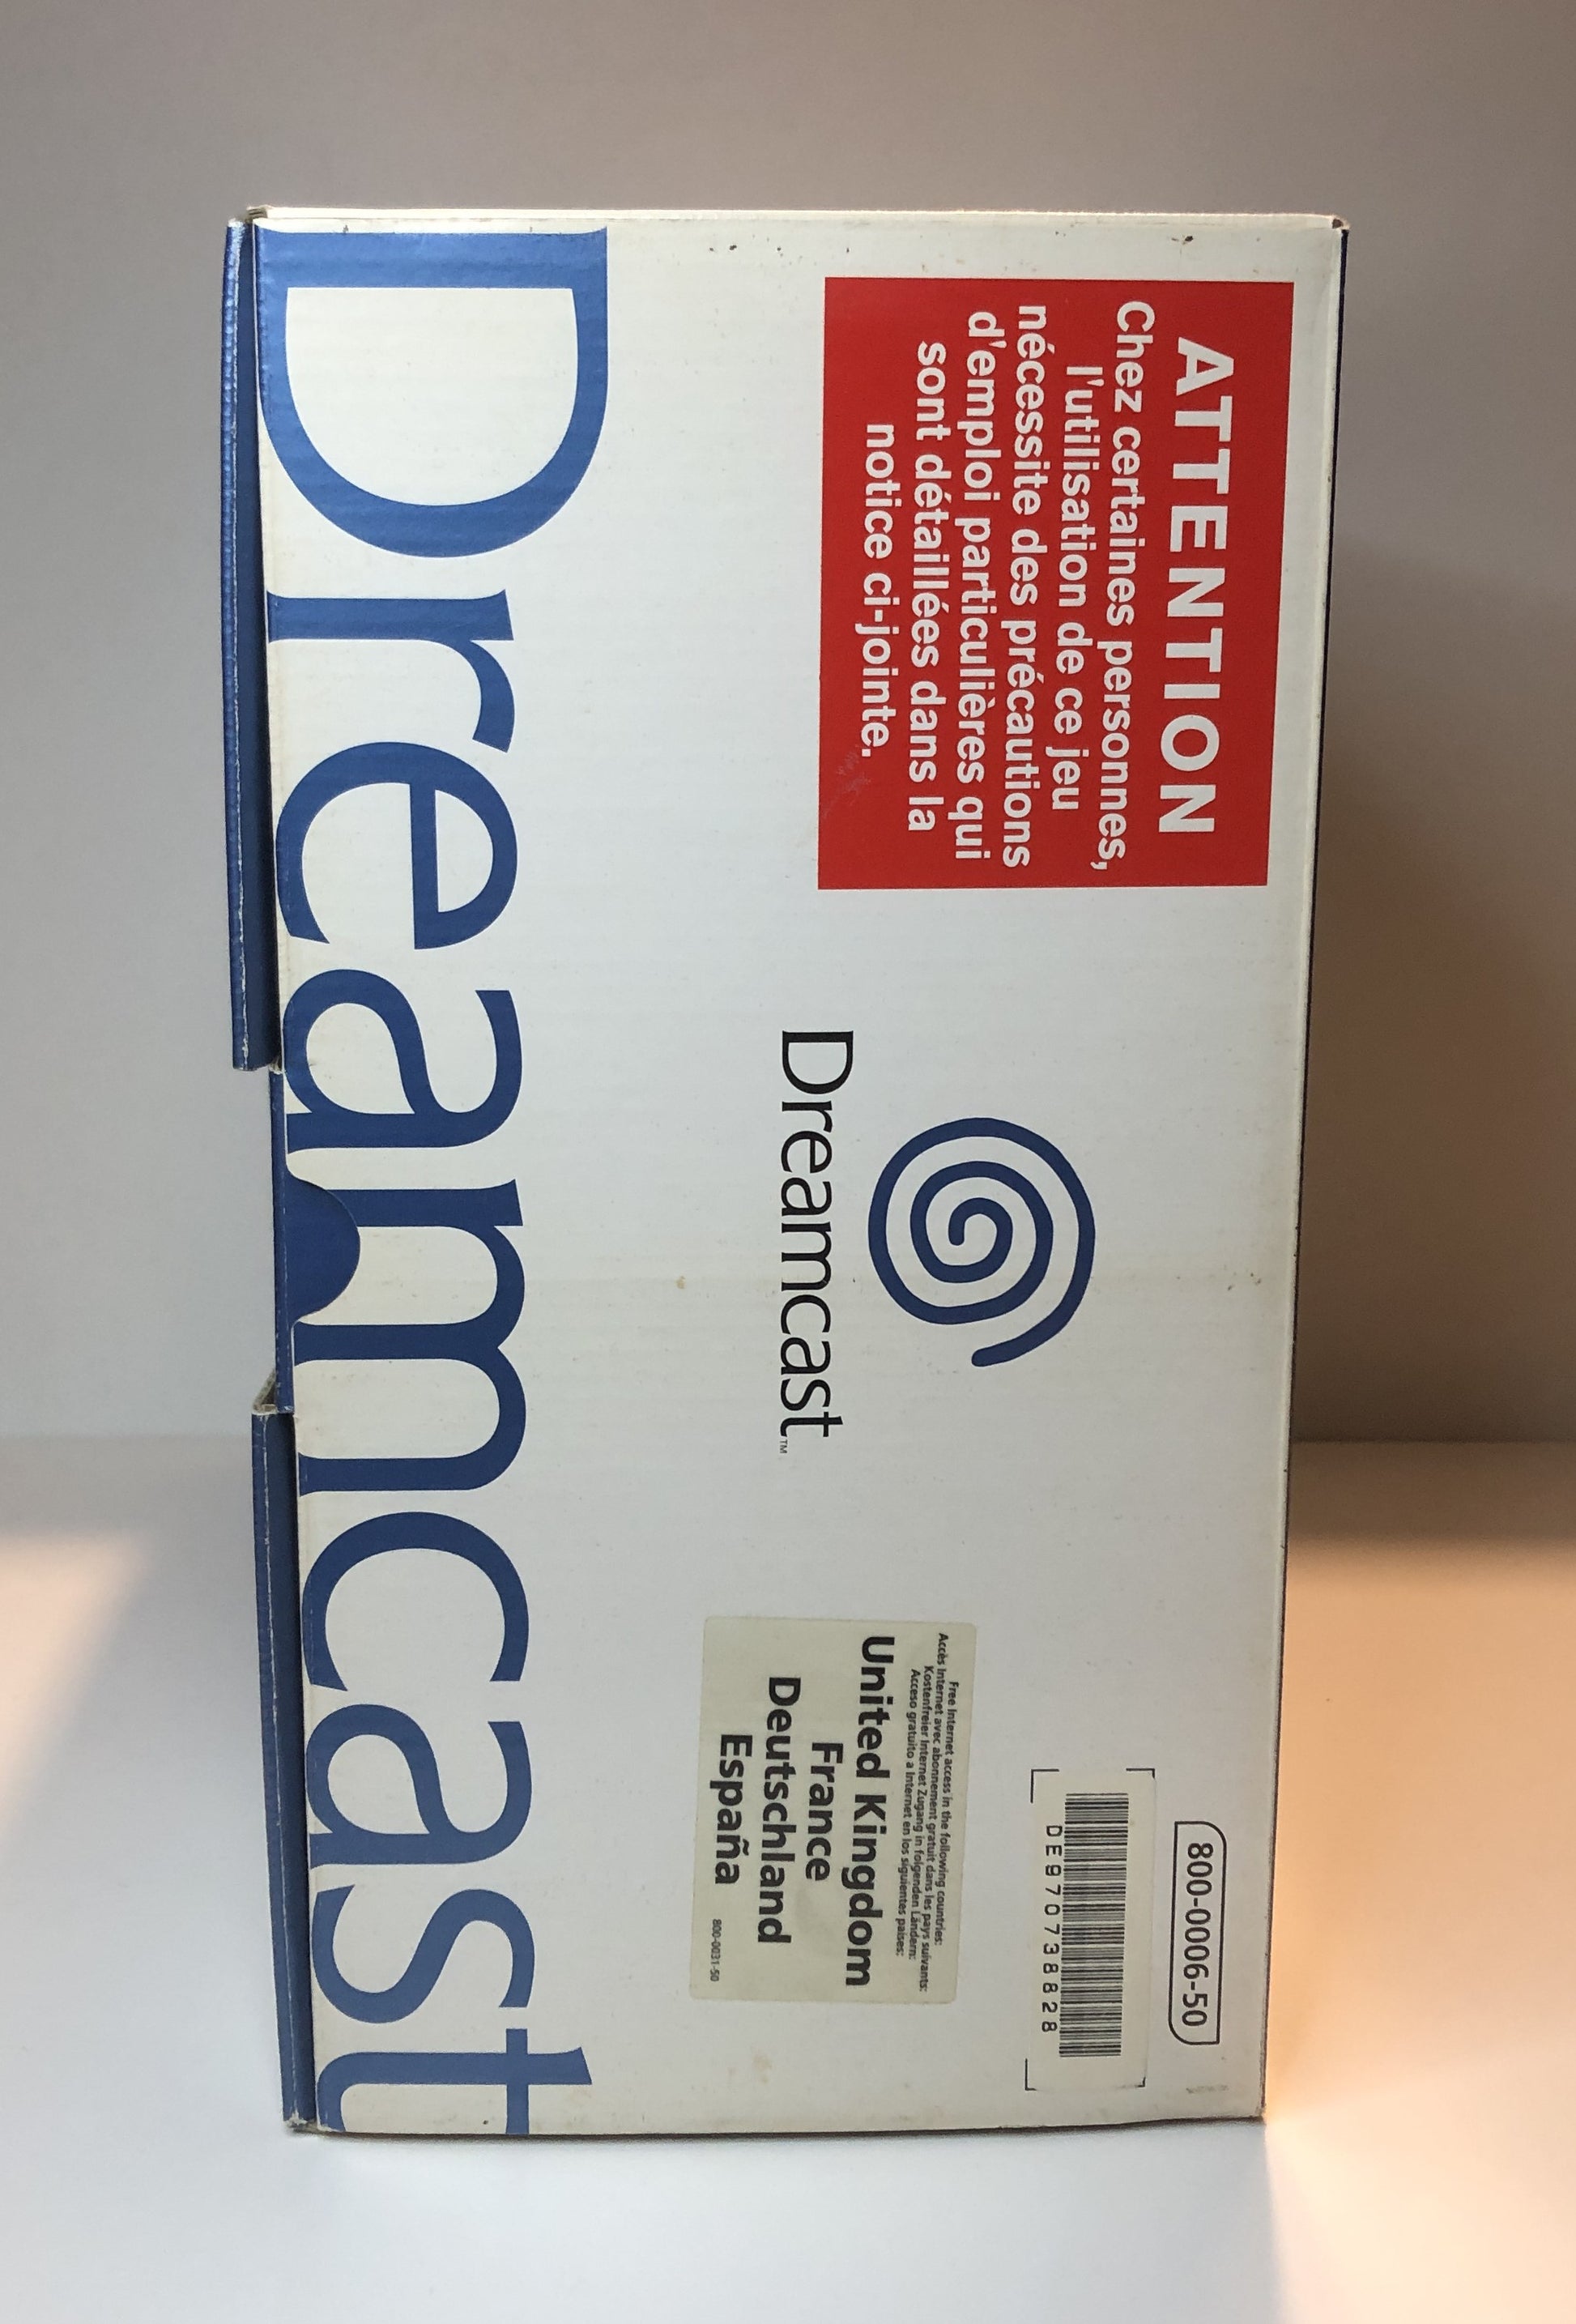 ATTENTION
Chez certaines personnes,
l'utilisation de ce jeu
nécessite des précautions
d'emploi particulières qui
sont détaillées dans la
notice ci-jointe.
Dreamcast™
800-0006-50
DE970738828
Free Internet access in the following countries:
Accès Internet avec abonnement gratuit dans les pays suivants:
Kostenfreier Internet Zugang in folgenden Ländern:
Acceso gratuito a Internet en los siguientes paises:
United Kingdom
France
Deutschland
España
800-0031-50
Dreamcast